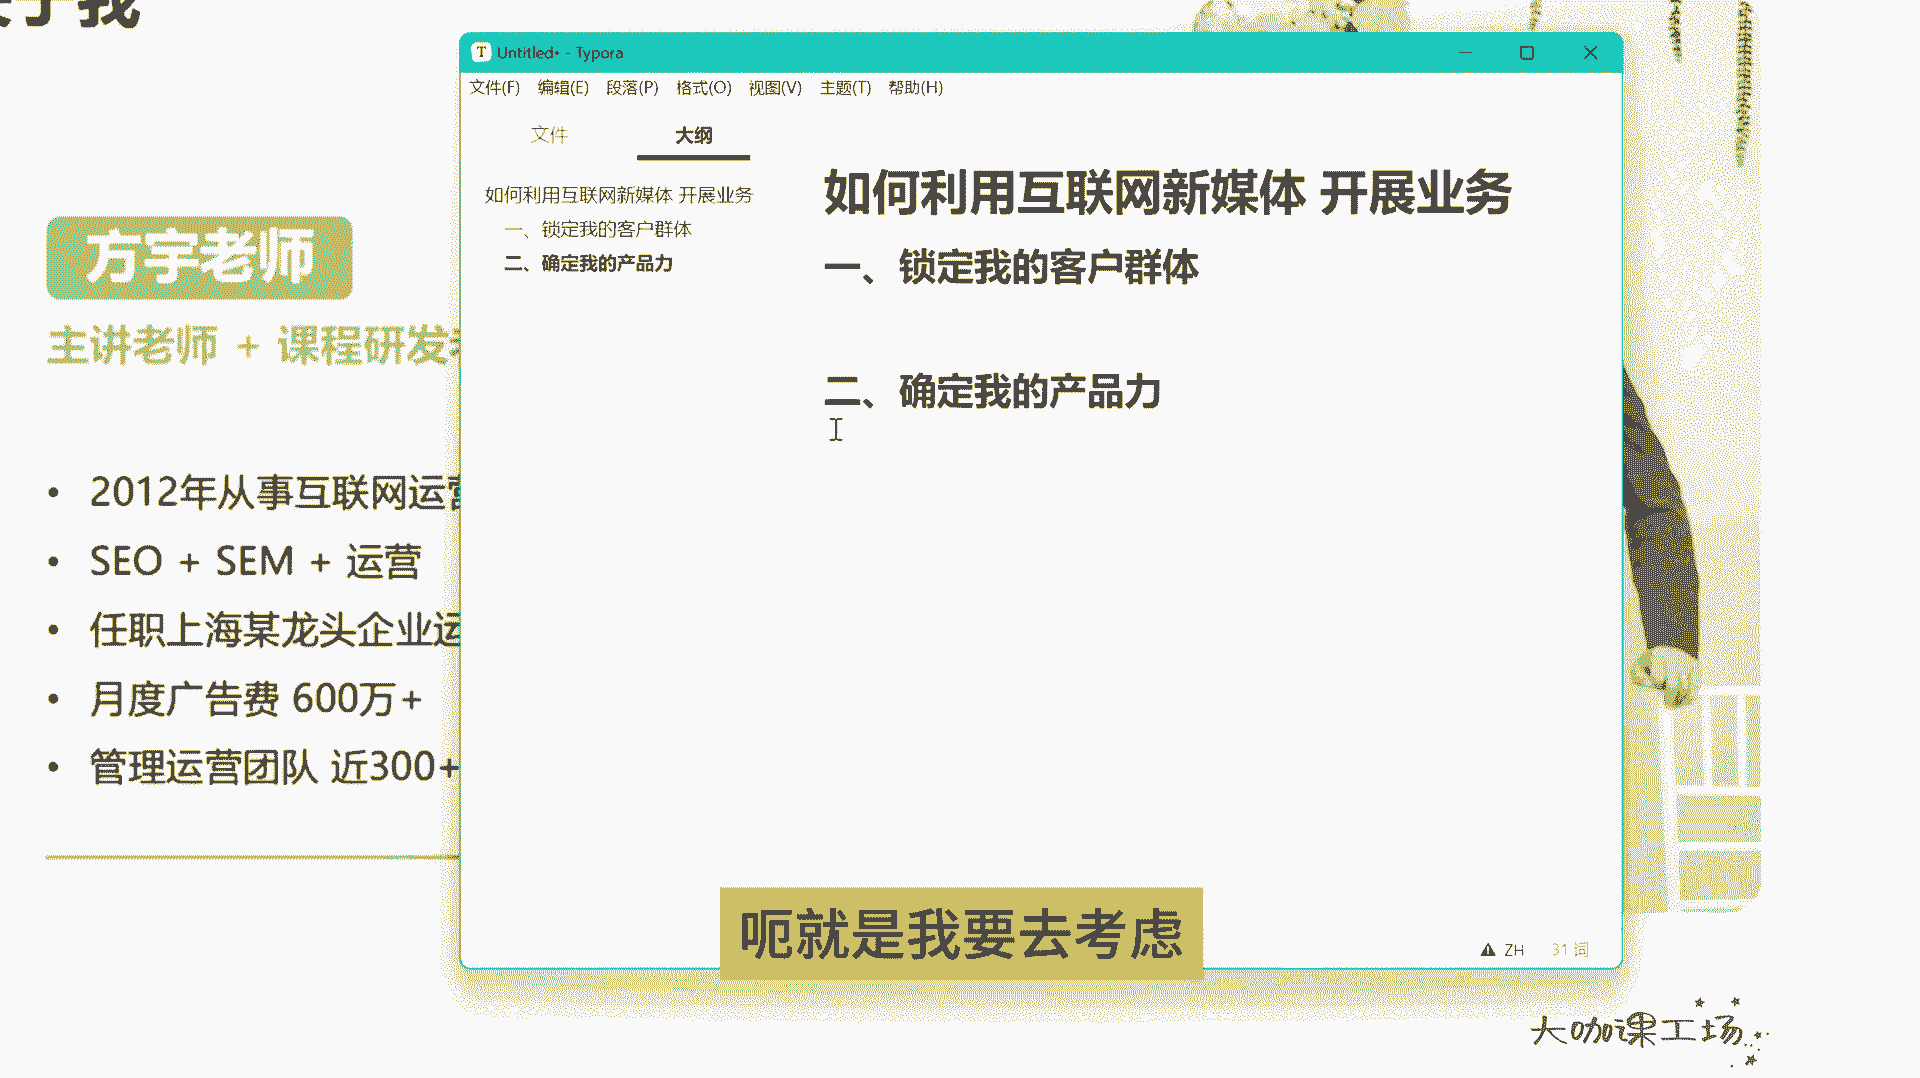 于我
方宇老师
主讲老师 + 课程研发
2012年从事互联网运营
SEO + SEM + 运营
任职上海某龙头企业运
月度广告费 600万+
管理运营团队 近300+
Untitled• - Typora
文件(F) 编辑(E) 段落(P) 格式(O) 视图(V) 主题(T) 帮助(H)
文件 大纲
如何利用互联网新媒体 开展业务
一、锁定我的客户群体
二、确定我的产品力
如何利用互联网新媒体 开展业务
一、锁定我的客户群体
二、确定我的产品力
呃就是我要去考虑
ZH 31 词
大咖课工场